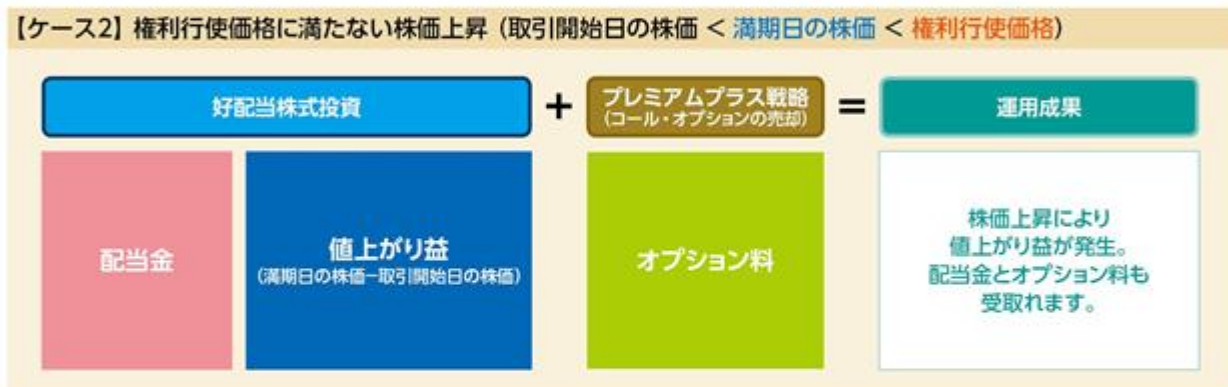 【ケース2】権利行使価格に満たない株価上昇(取引開始日の株価 < 満期日の株価 < 権利行使価格)
好配当株式投資
+
プレミアムプラス戦略
(コール・オプションの売却)
=
運用成果
配当金
値上がり益
(満期日の株価−取引開始日の株価)
オプション料
株価上昇により
値上がり益が発生。
配当金とオプション料も
受取れます。